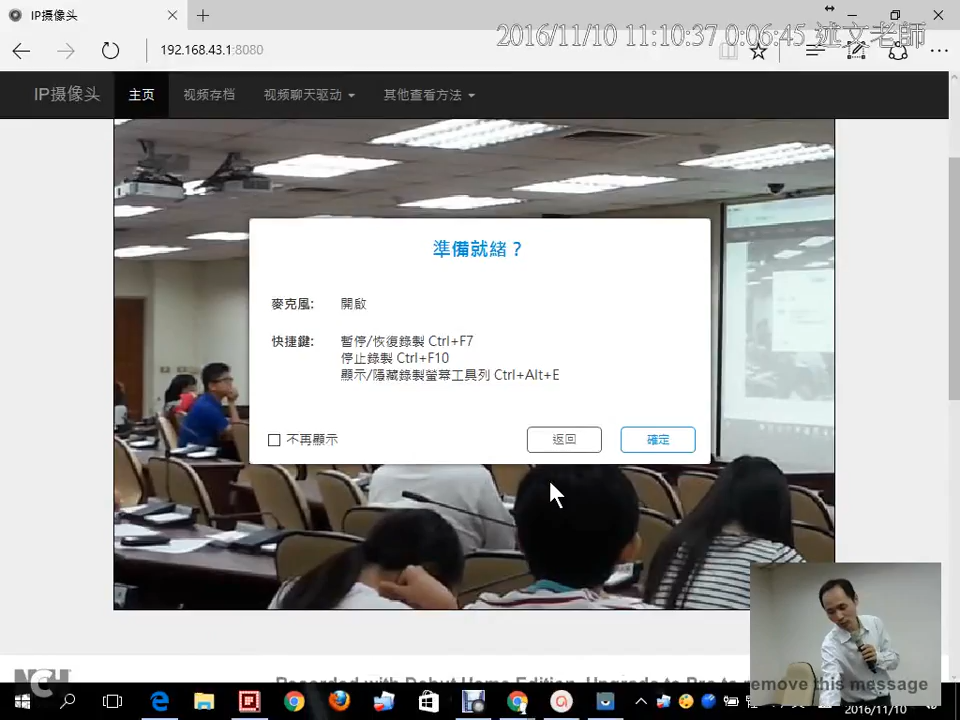 IP摄像头
2016/11/10 11:10:37 0:06:45 述文老師
192.168.43.1:8080
IP摄像头
主页
视频存档
视频聊天驱动
其他查看方法
準備就緒？
麥克風: 開啟
快捷鍵: 暫停/恢復錄製 Ctrl+F7
停止錄製 Ctrl+F10
顯示/隱藏錄製螢幕工具列 Ctrl+Alt+E
不再顯示
返回
確定
NCH
Recorded with Debut Home Edition. Upgrade to Pro to remove this message
2016/11/10